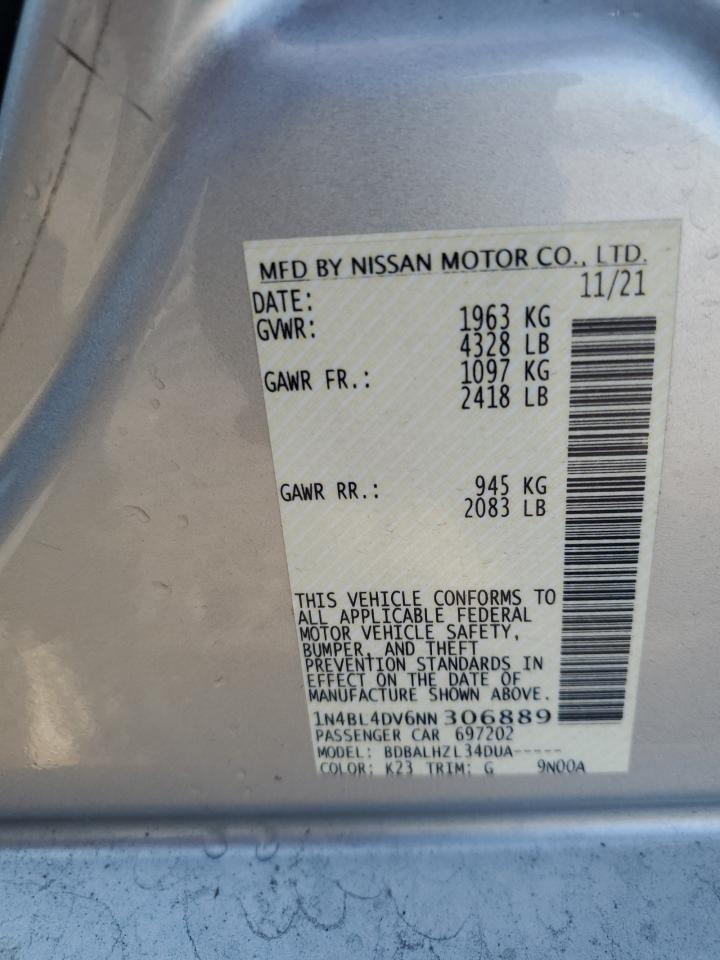 MFD BY NISSAN MOTOR CO., LTD.
DATE: 11/21
GVWR: 1963 KG
4328 LB
GAWR FR.: 1097 KG
2418 LB
GAWR RR.: 945 KG
2083 LB
THIS VEHICLE CONFORMS TO
ALL APPLICABLE FEDERAL
MOTOR VEHICLE SAFETY,
BUMPER, AND THEFT
PREVENTION STANDARDS IN
EFFECT ON THE DATE OF
MANUFACTURE SHOWN ABOVE.
1N4BL4DV6NN 306889
PASSENGER CAR 697202
MODEL: BDBALHZL34DUA-----
COLOR: K23 TRIM: G 9N00A